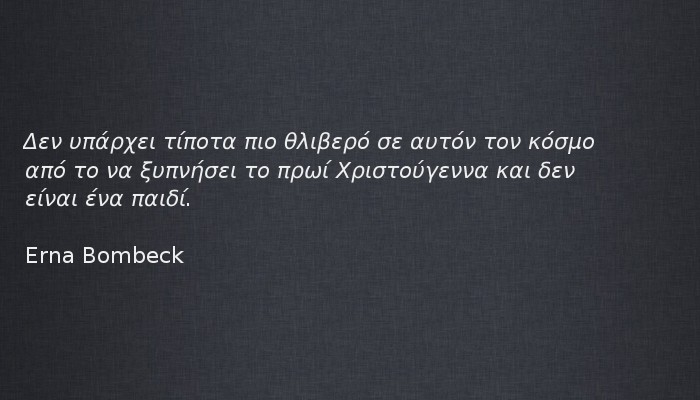 Δεν υπάρχει τίποτα πιο θλιβερό σε αυτόν τον κόσμο
από το να ξυπνήσει το πρωί Χριστούγεννα και δεν
είναι ένα παιδί.
Erna Bombeck